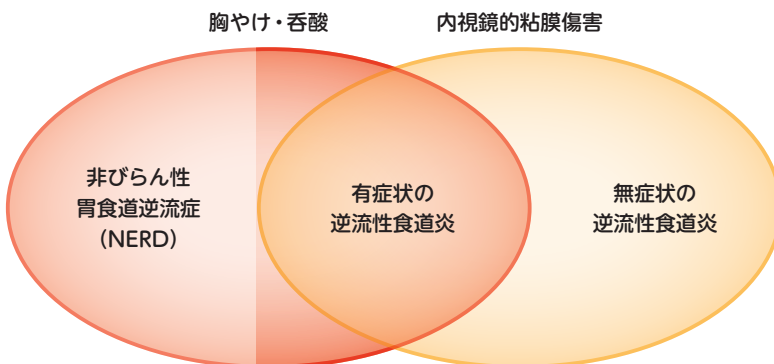 胸やけ・呑酸
内視鏡的粘膜傷害
非びらん性
胃食道逆流症
(NERD)
有症状の
逆流性食道炎
無症状の
逆流性食道炎